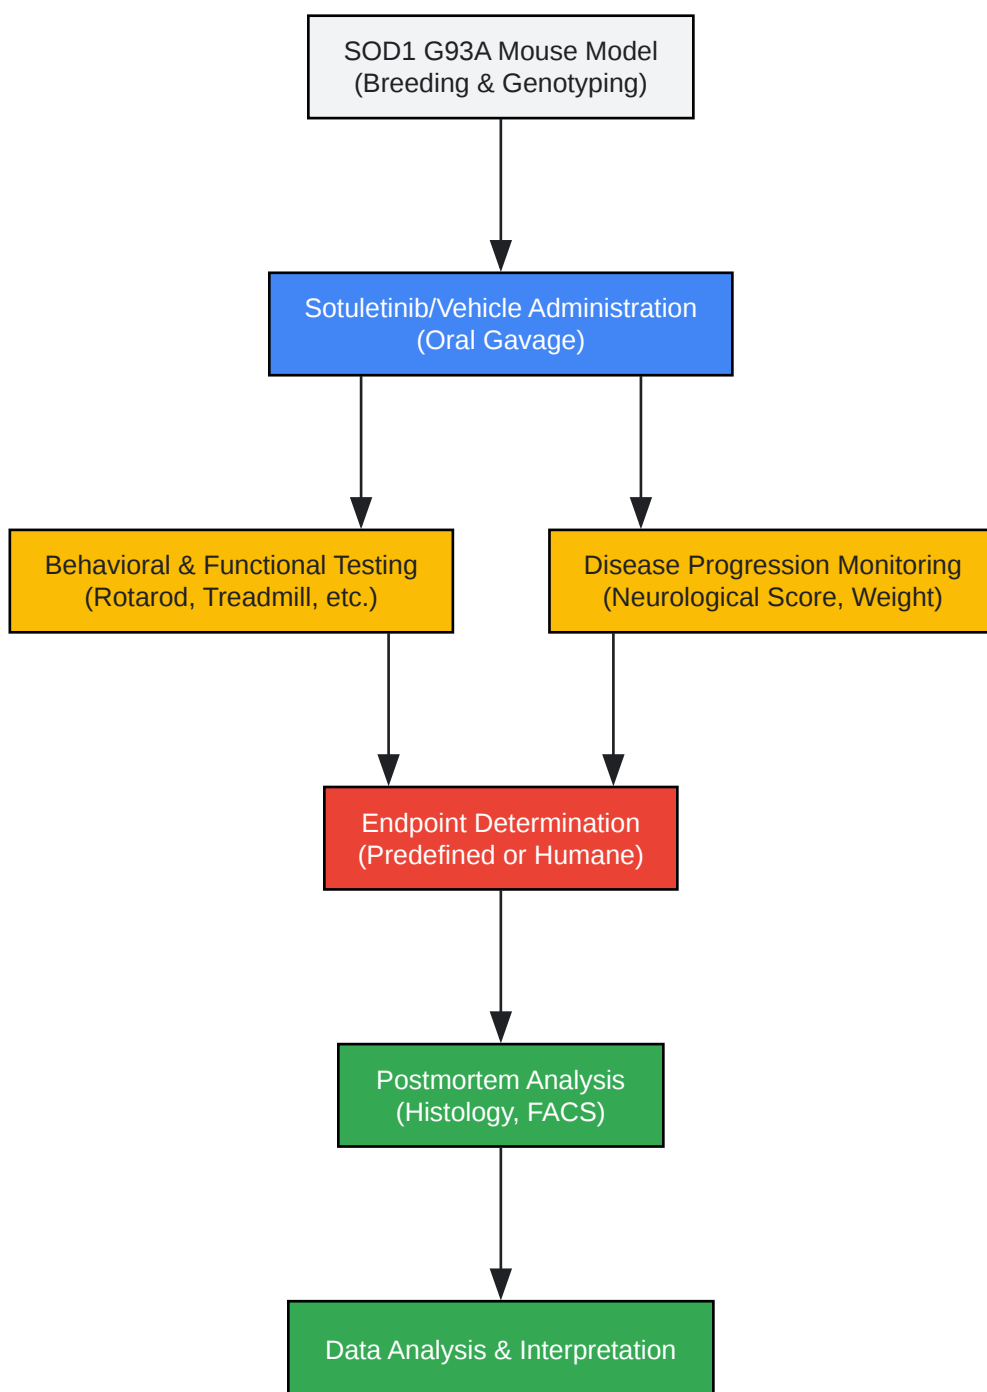 SOD1 G93A Mouse Model
(Breeding & Genotyping)
Sotuletinib/Vehicle Administration
(Oral Gavage)
Behavioral & Functional Testing
(Rotarod, Treadmill, etc.)
Disease Progression Monitoring
(Neurological Score, Weight)
Endpoint Determination
(Predefined or Humane)
Postmortem Analysis
(Histology, FACS)
Data Analysis & Interpretation